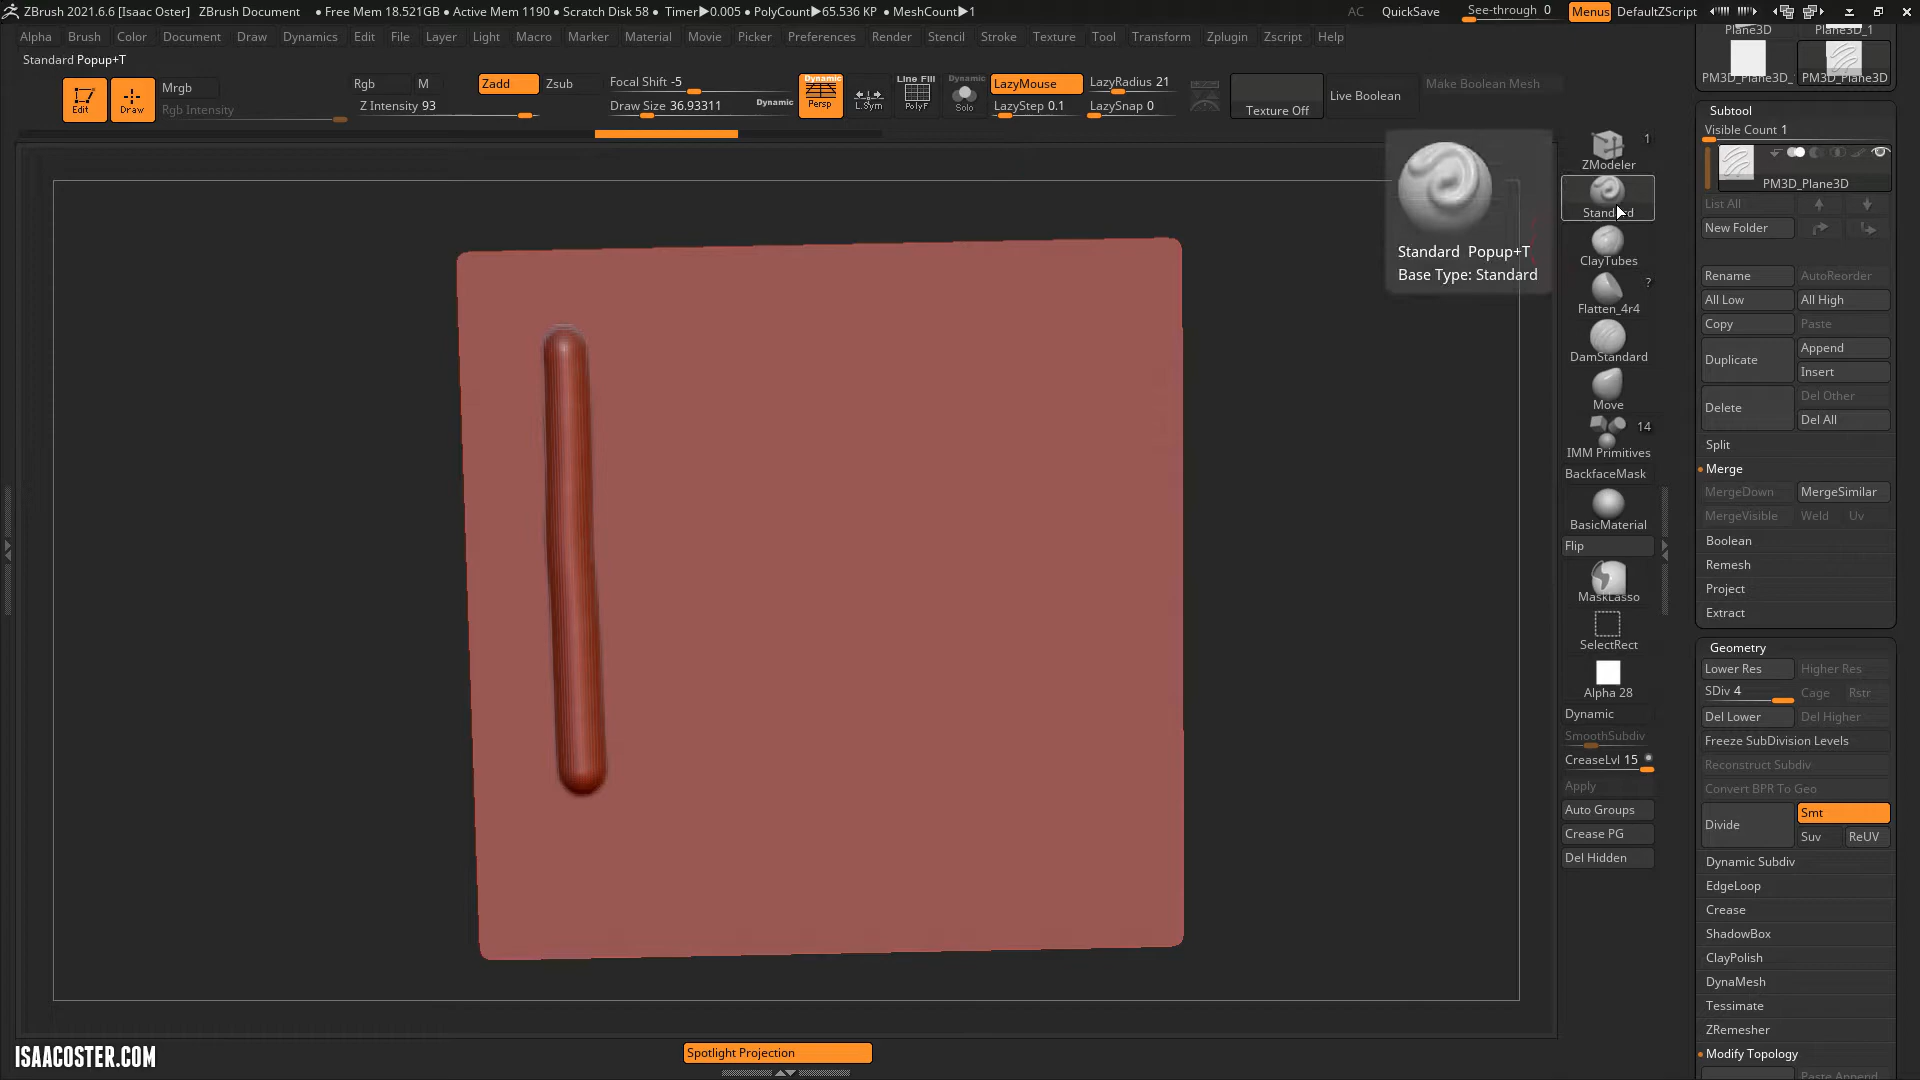 ZBrush 2021.6.6 [Isaac Oster] ZBrush Document • Free Mem 18.521GB • Active Mem 1190 • Scratch Disk 58 • Timer▶0.005 • PolyCount▶65.536 KP • MeshCount▶1 AC QuickSave See-through 0 Menus DefaultZScript
Alpha Brush Color Document Draw Dynamics Edit File Layer Light Macro Marker Material Movie Picker Preferences Render Stencil Stroke Texture Tool Transform Zplugin Zscript Help
Standard Popup+T
Edit
Draw
Mrgb
Rgb Intensity
Rgb
M
Z Intensity 93
Zadd
Zsub
Focal Shift -5
Draw Size 36.93311
Dynamic
Dynamic
Persp
L.Sym
Line Fill
PolyF
Dynamic
Solo
LazyMouse
LazyStep 0.1
LazyRadius 21
LazySnap 0
Texture Off
Live Boolean
Make Boolean Mesh
Standard Popup+T
Base Type: Standard
1
ZModeler
Standard
ClayTubes
?
Flatten_4r4
DamStandard
Move
14
IMM Primitives
BackfaceMask
BasicMaterial
Flip
MaskLasso
SelectRect
Alpha 28
Dynamic
SmoothSubdiv
CreaseLvl 15
Apply
Auto Groups
Crease PG
Del Hidden
Plane3D Plane3D_1
PM3D_Plane3D_ PM3D_Plane3D
Subtool
Visible Count 1
PM3D_Plane3D
List All
New Folder
Rename AutoReorder
All Low All High
Copy Paste
Duplicate Append
Insert
Delete Del Other
Del All
Split
Merge
MergeDown MergeSimilar
MergeVisible Weld Uv
Boolean
Remesh
Project
Extract
Geometry
Lower Res Higher Res
SDiv 4 Cage Rstr
Del Lower Del Higher
Freeze SubDivision Levels
Reconstruct Subdiv
Convert BPR To Geo
Divide Smt
Suv ReUV
Dynamic Subdiv
EdgeLoop
Crease
ShadowBox
ClayPolish
DynaMesh
Tessimate
ZRemesher
Modify Topology
Paste Append
Spotlight Projection
ISAACOSTER.COM